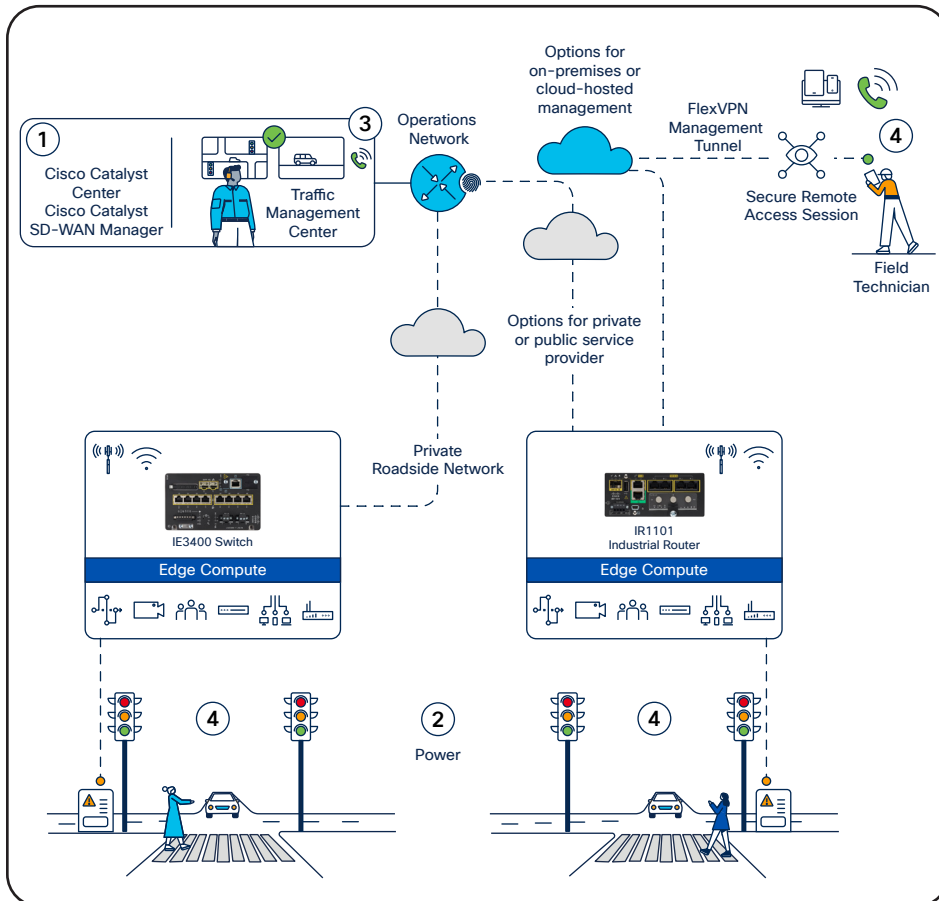 1
Cisco Catalyst
Center
Cisco Catalyst
SD-WAN Manager
3
Traffic
Management
Center
Operations
Network
Options for
on-premises or
cloud-hosted
management
FlexVPN
Management
Tunnel
4
Secure Remote
Access Session
Field
Technician
Options for private
or public service
provider
Private
Roadside Network
IE3400 Switch
Edge Compute
IR1101
Industrial Router
Edge Compute
4
2
Power
4